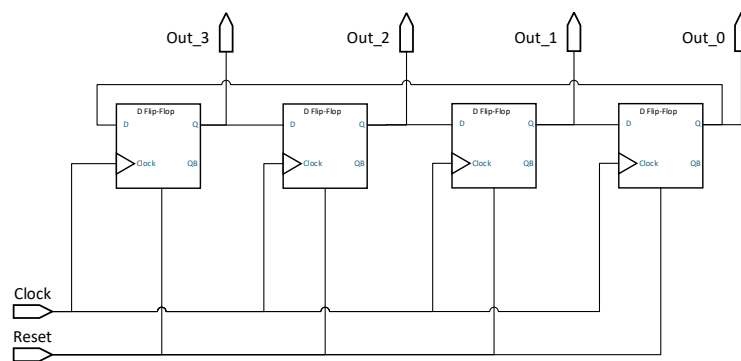 Out_3
Out_2
Out_1
Out_0
D Flip-Flop
D Flip-Flop
D Flip-Flop
D Flip-Flop
D Q
D Q
D Q
D Q
Clock QB
Clock QB
Clock QB
Clock QB
Clock
Reset